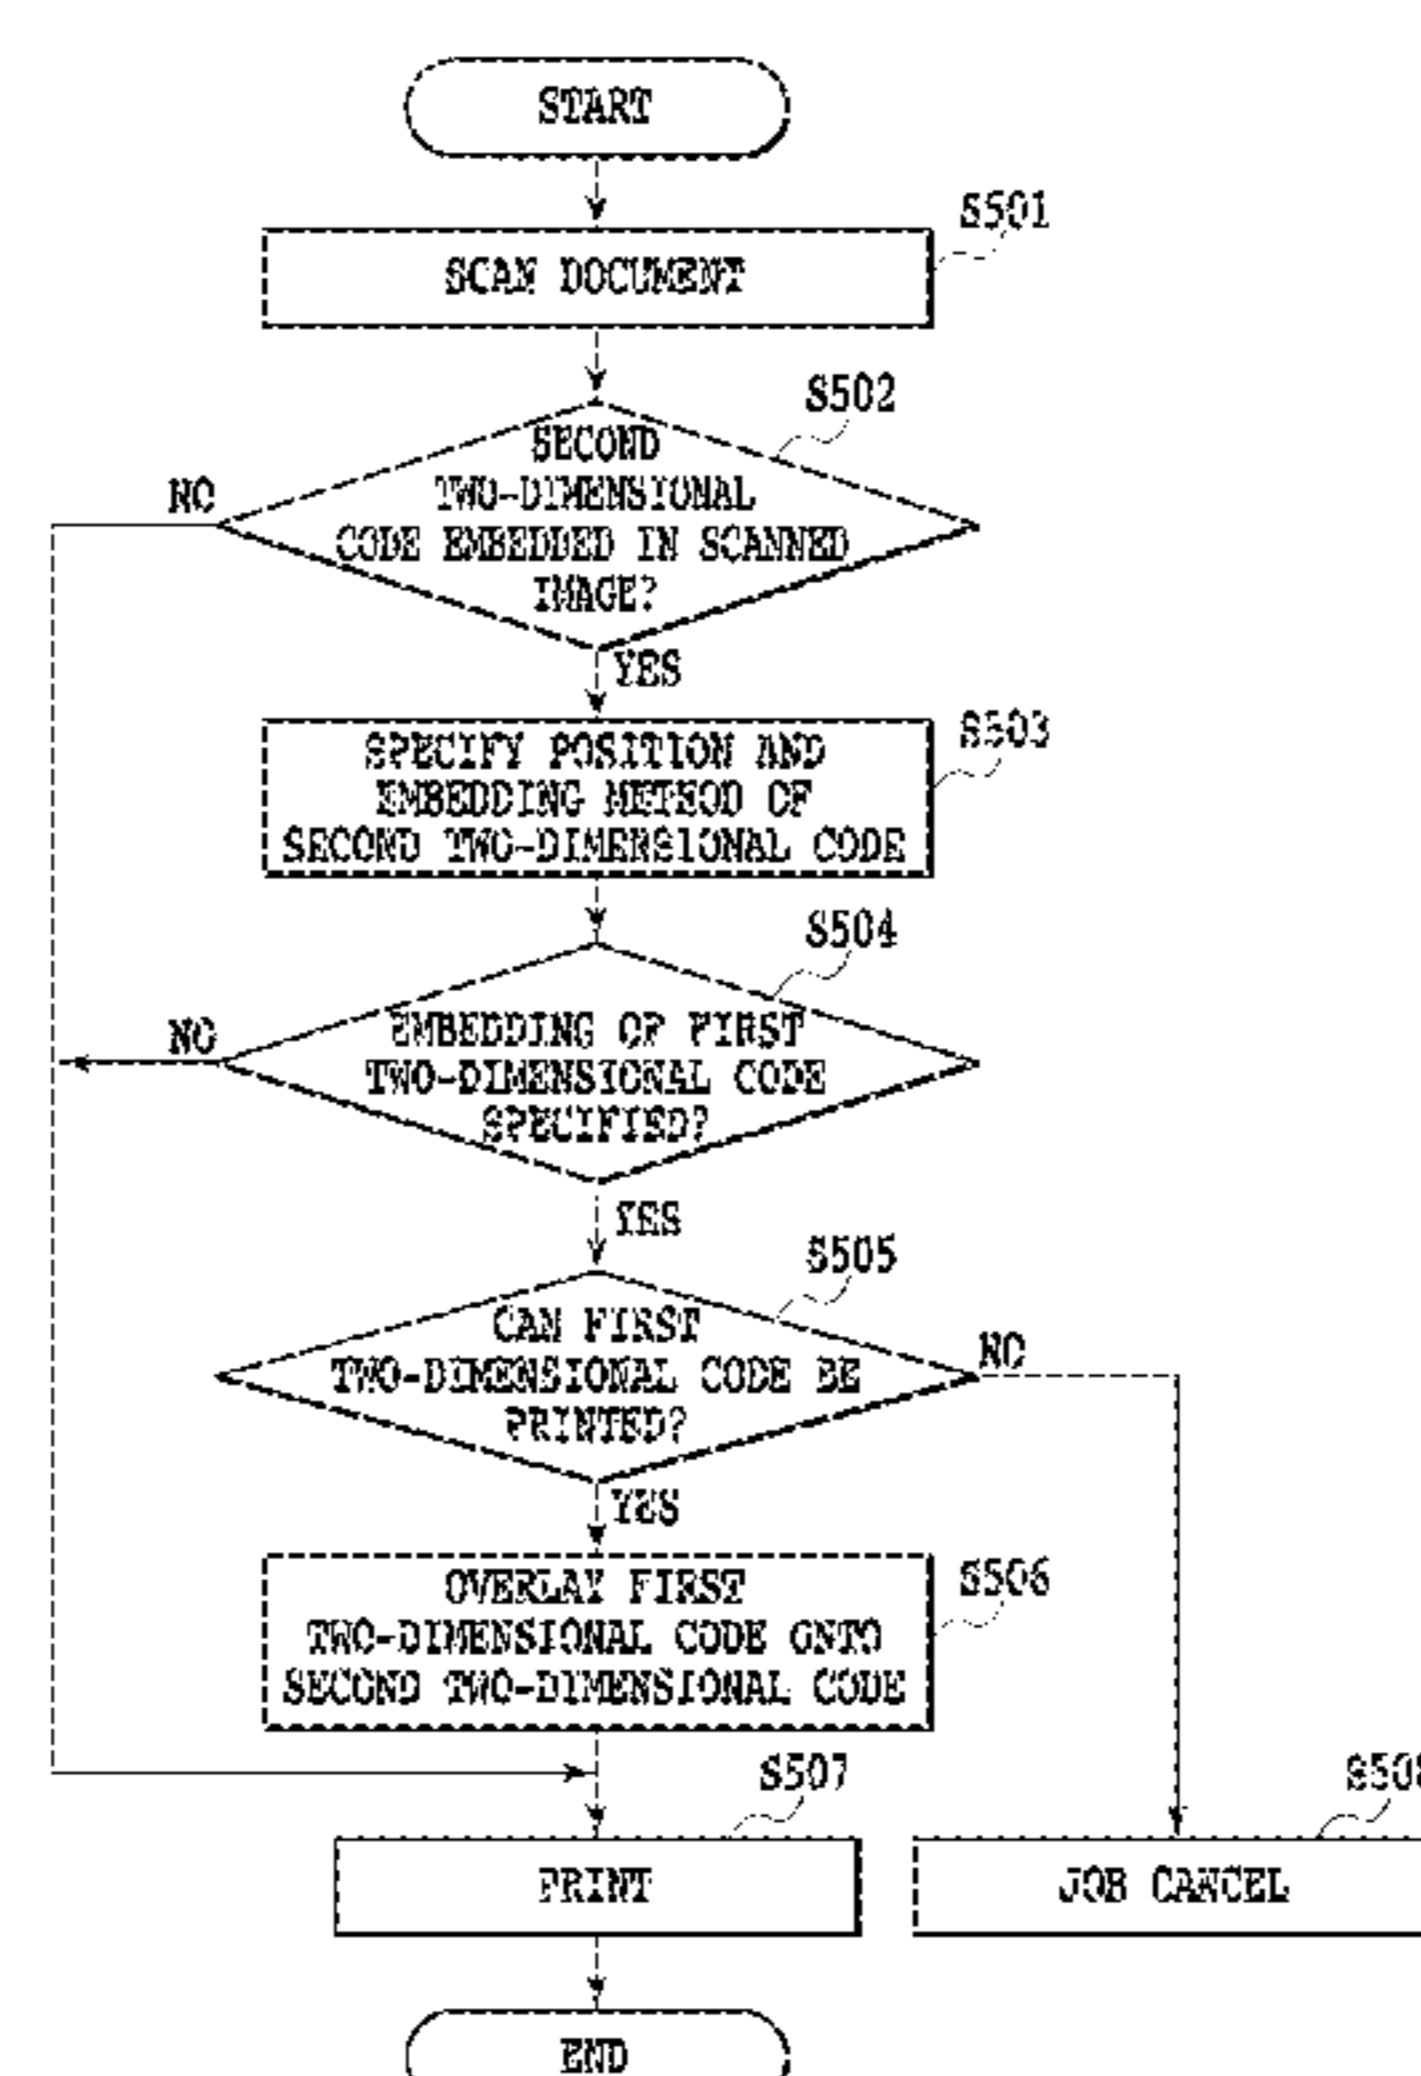 START
S501
SCAN DOCUMENT
S502
NO
SECOND
TWO-DIMENSIONAL
CODE EMBEDDED IN SCANNED
IMAGE?
YES
S503
SPECIFY POSITION AND
EMBEDDING METHOD OF
SECOND TWO-DIMENSIONAL CODE
S504
NO
EMBEDDING OF FIRST
TWO-DIMENSIONAL CODE
SPECIFIED?
YES
S505
CAN FIRST
TWO-DIMENSIONAL CODE BE
PRINTED?
NO
YES
S506
OVERLAY FIRST
TWO-DIMENSIONAL CODE ONTO
SECOND TWO-DIMENSIONAL CODE
S507
S508
PRINT
JOB CANCEL
END